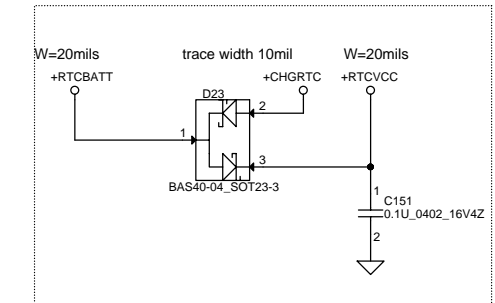 W=20mils
trace width 10mil
W=20mils
+RTCBATT
+CHGRTC
+RTCVCC
D23
2
1
3
BAS40-04_SOT23-3
1
C151
0.1U_0402_16V4Z
2